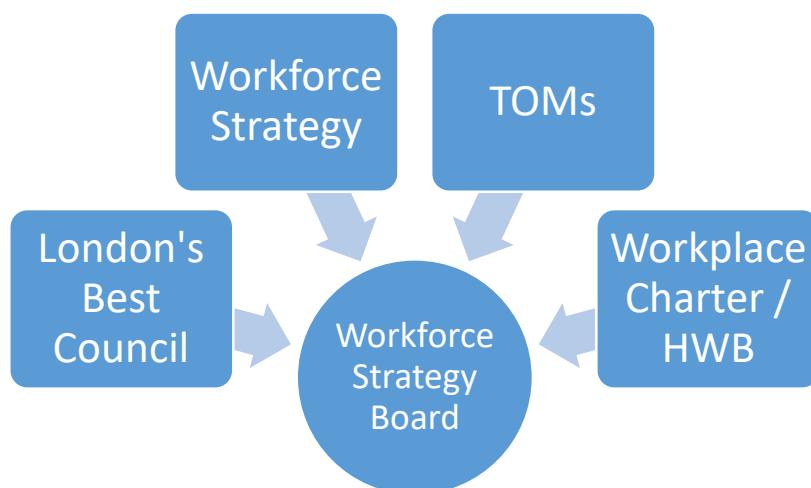 Workforce
Strategy
TOMs
London's
Best
Council
Workplace
Charter /
HWB
Workforce
Strategy
Board